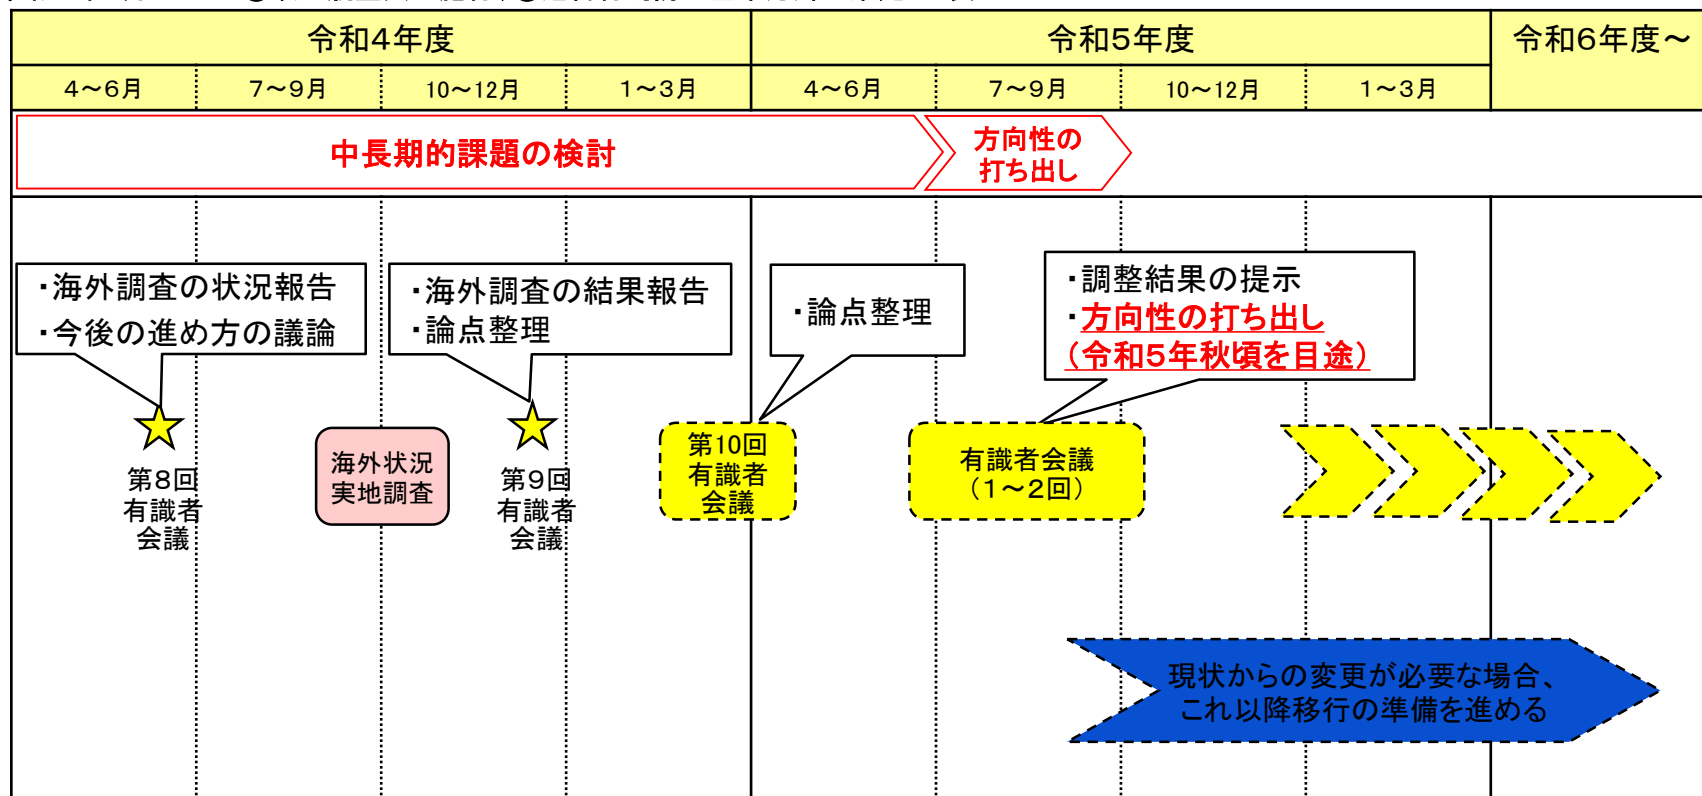 令和4年度
令和5年度
令和6年度～
4～6月
7～9月
10～12月
1～3月
4～6月
7～9月
10～12月
1～3月
中長期的課題の検討
方向性の
打ち出し
・海外調査の状況報告
・今後の進め方の議論
・海外調査の結果報告
・論点整理
・論点整理
・調整結果の提示
・方向性の打ち出し
（令和5年秋頃を目途）
第8回
有識者
会議
海外状況
実地調査
第9回
有識者
会議
第10回
有識者
会議
有識者会議
（1～2回）
現状からの変更が必要な場合、
これ以降移行の準備を進める